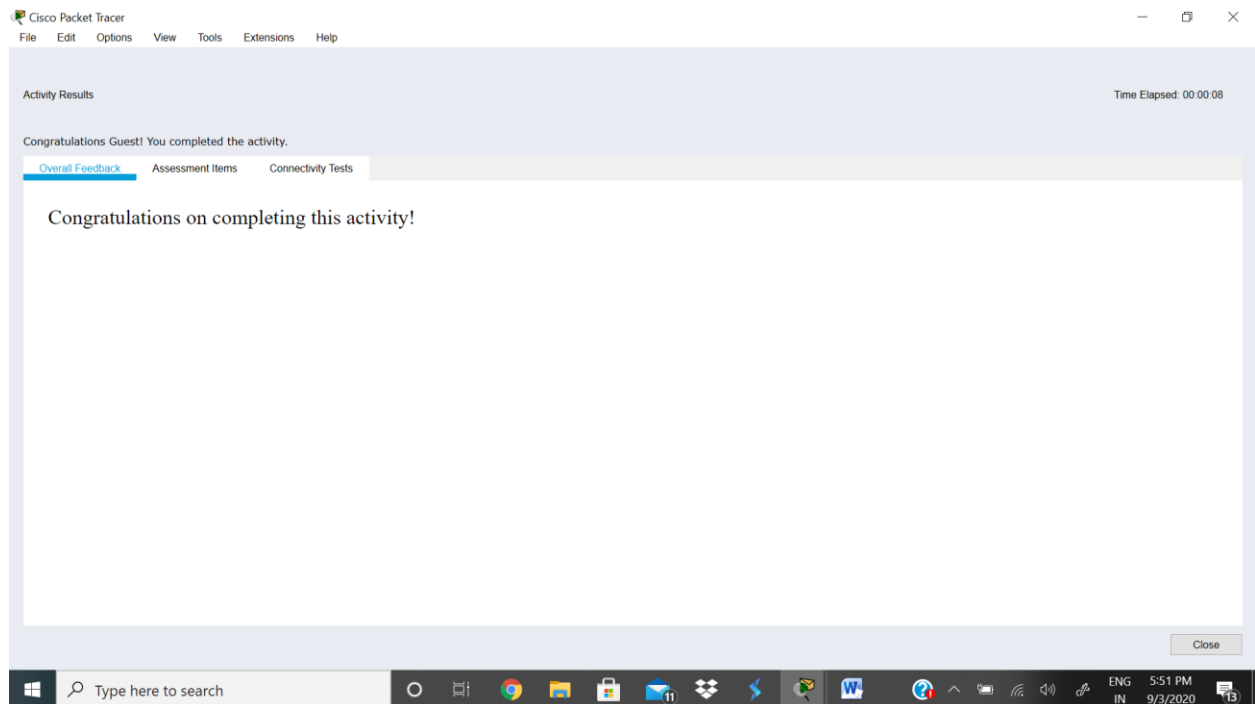 Cisco Packet Tracer
File Edit Options View Tools Extensions Help
Activity Results
Time Elapsed: 00:00:08
Congratulations Guest! You completed the activity.
Overall Feedback Assessment Items Connectivity Tests
Congratulations on completing this activity!
Close
Type here to search
11
W
ENG
IN
5:51 PM
9/3/2020
13